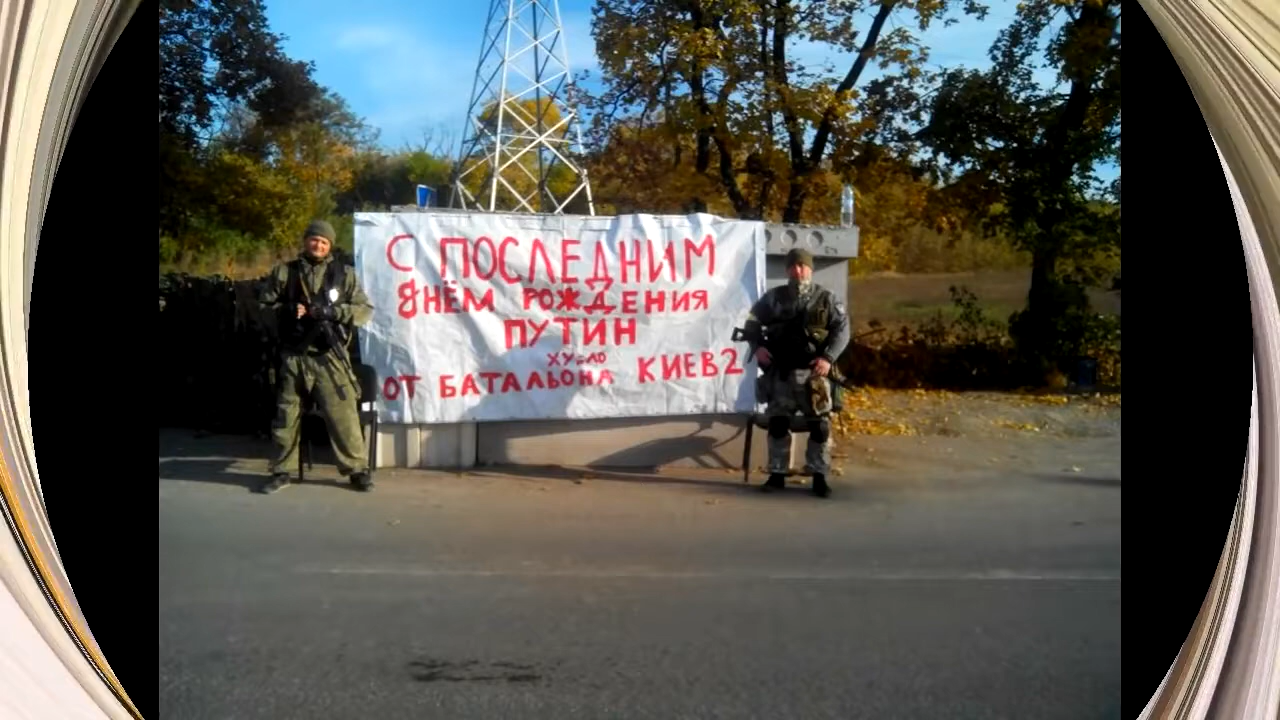 С ПОСЛЕДНИМ
ДНЁМ РОЖДЕНИЯ
ПУТИН
ХУЙЛО
ОТ БАТАЛЬОНА КИЕВ2